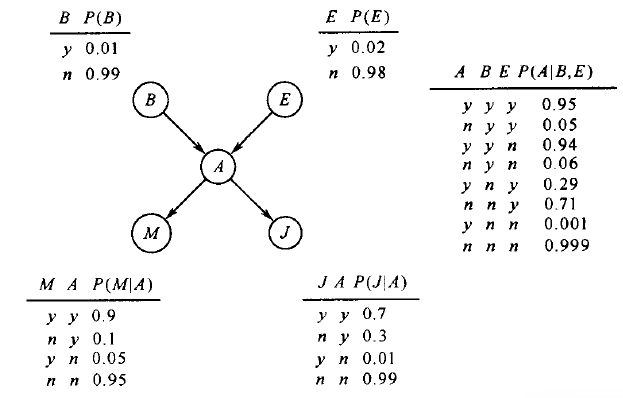 B P(B)
y 0.01
n 0.99
E P(E)
y 0.02
n 0.98
A B E P(A|B,E)
y y y 0.95
n y y 0.05
y y n 0.94
n y n 0.06
y n y 0.29
n n y 0.71
y n n 0.001
n n n 0.999
B
E
A
M
J
M A P(M|A)
y y 0.9
n y 0.1
y n 0.05
n n 0.95
J A P(J|A)
y y 0.7
n y 0.3
y n 0.01
n n 0.99